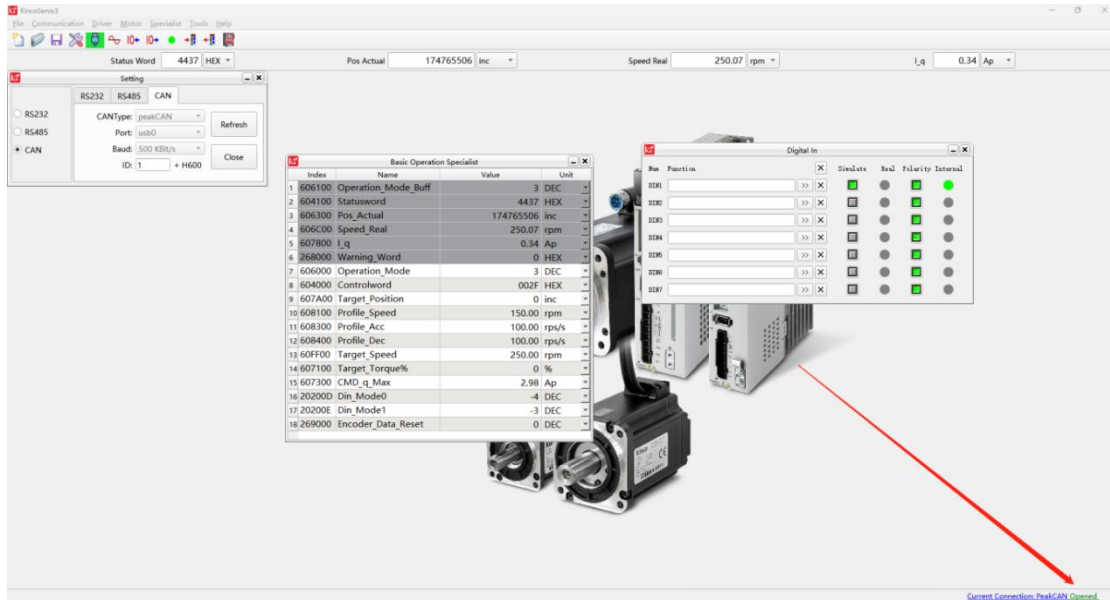 KincoServo3
File Communication Driver Motor Specialist Tools Help
Status Word 4437 HEX Pos Actual 174765506 inc Speed Real 250.07 rpm I_q 0.34 Ap
Setting
RS232 RS485 CAN
RS232
RS485
CAN
CANType: peakCAN
Port: usb0
Baud: 500 KBit/s
ID: 1 + H600
Refresh
Close
Basic Operation Specialist
Index Name Value Unit
1 606100 Operation_Mode_Buff 3 DEC
2 604100 Statusword 4437 HEX
3 606300 Pos_Actual 174765506 inc
4 606C00 Speed_Real 250.07 rpm
5 607800 I_q 0.34 Ap
6 268000 Warning_Word 0 HEX
7 606000 Operation_Mode 3 DEC
8 604000 Controlword 002F HEX
9 607A00 Target_Position 0 inc
10 608100 Profile_Speed 150.00 rpm
11 608300 Profile_Acc 100.00 rps/s
12 608400 Profile_Dec 100.00 rps/s
13 60FF00 Target_Speed 250.00 rpm
14 607100 Target_Torque% 0 %
15 607300 CMD_q_Max 2.98 Ap
16 20200D Din_Mode0 -4 DEC
17 20200E Din_Mode1 -3 DEC
18 269000 Encoder_Data_Reset 0 DEC
Digital In
Num Function Simulate Real Polarity Internal
DIN1 >>
DIN2 >>
DIN3 >>
DIN4 >>
DIN5 >>
DIN6 >>
DIN7 >>
Kinco
Current Connection: PeakCAN Opened